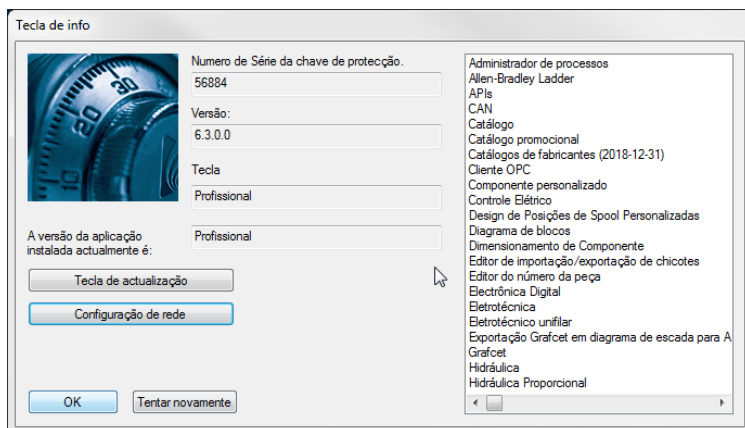 Tecla de info
Numero de Série da chave de protecção.
56884
Versão:
6.3.0.0
Tecla
Profissional
A versão da aplicação
instalada actualmente é:
Profissional
Tecla de actualização
Configuração de rede
OK
Tentar novamente
Administrador de processos
Allen-Bradley Ladder
APIs
CAN
Catálogo
Catálogo promocional
Catálogos de fabricantes (2018-12-31)
Cliente OPC
Componente personalizado
Controle Elétrico
Design de Posições de Spool Personalizadas
Diagrama de blocos
Dimensionamento de Componente
Editor de importação/exportação de chicotes
Editor do número da peça
Electrônica Digital
Eletrotécnica
Eletrotécnico unifilar
Exportação Grafcet em diagrama de escada para A
Grafcet
Hidráulica
Hidráulica Proporcional
30
20
10